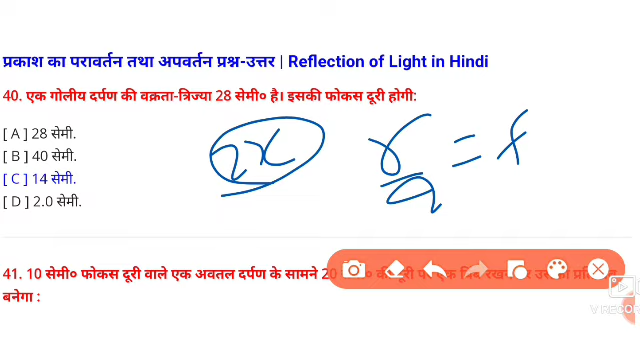 प्रकाश का परावर्तन तथा अपवर्तन प्रश्न-उत्तर | Reflection of Light in Hindi
40. एक गोलीय दर्पण की वक्रता-त्रिज्या 28 सेमी० है। इसकी फोकस दूरी होगी:
[ A ] 28 सेमी.
[ B ] 40 सेमी.
[ C ] 14 सेमी.
[ D ] 2.0 सेमी.
r/2 = f
41. 10 सेमी० फोकस दूरी वाले एक अवतल दर्पण के सामने 20
बनेगा :
V RECOR